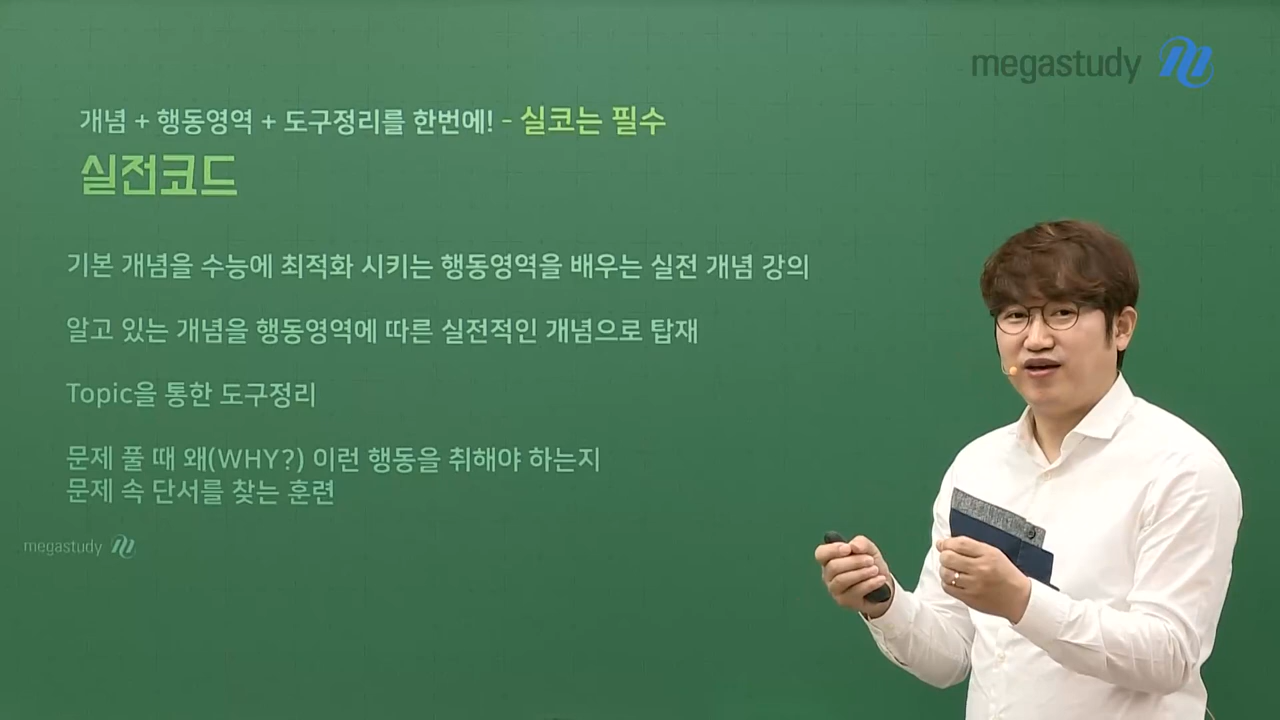 megastudy
개념 + 행동영역 + 도구정리를 한번에! - 실코는 필수
실전코드
기본 개념을 수능에 최적화 시키는 행동영역을 배우는 실전 개념 강의
알고 있는 개념을 행동영역에 따른 실전적인 개념으로 탑재
Topic을 통한 도구정리
문제 풀 때 왜(WHY?) 이런 행동을 취해야 하는지
문제 속 단서를 찾는 훈련
megastudy